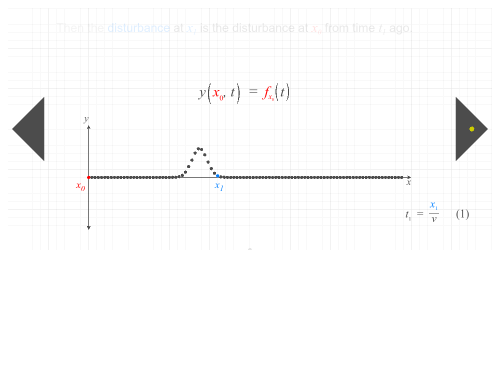 Then the disturbance at x₁ is the disturbance at x₀, from time t₁ ago.
y(x₀, t) = fₓ₀(t)
y
x₀
x₁
x
t₁ = x₁/v (1)